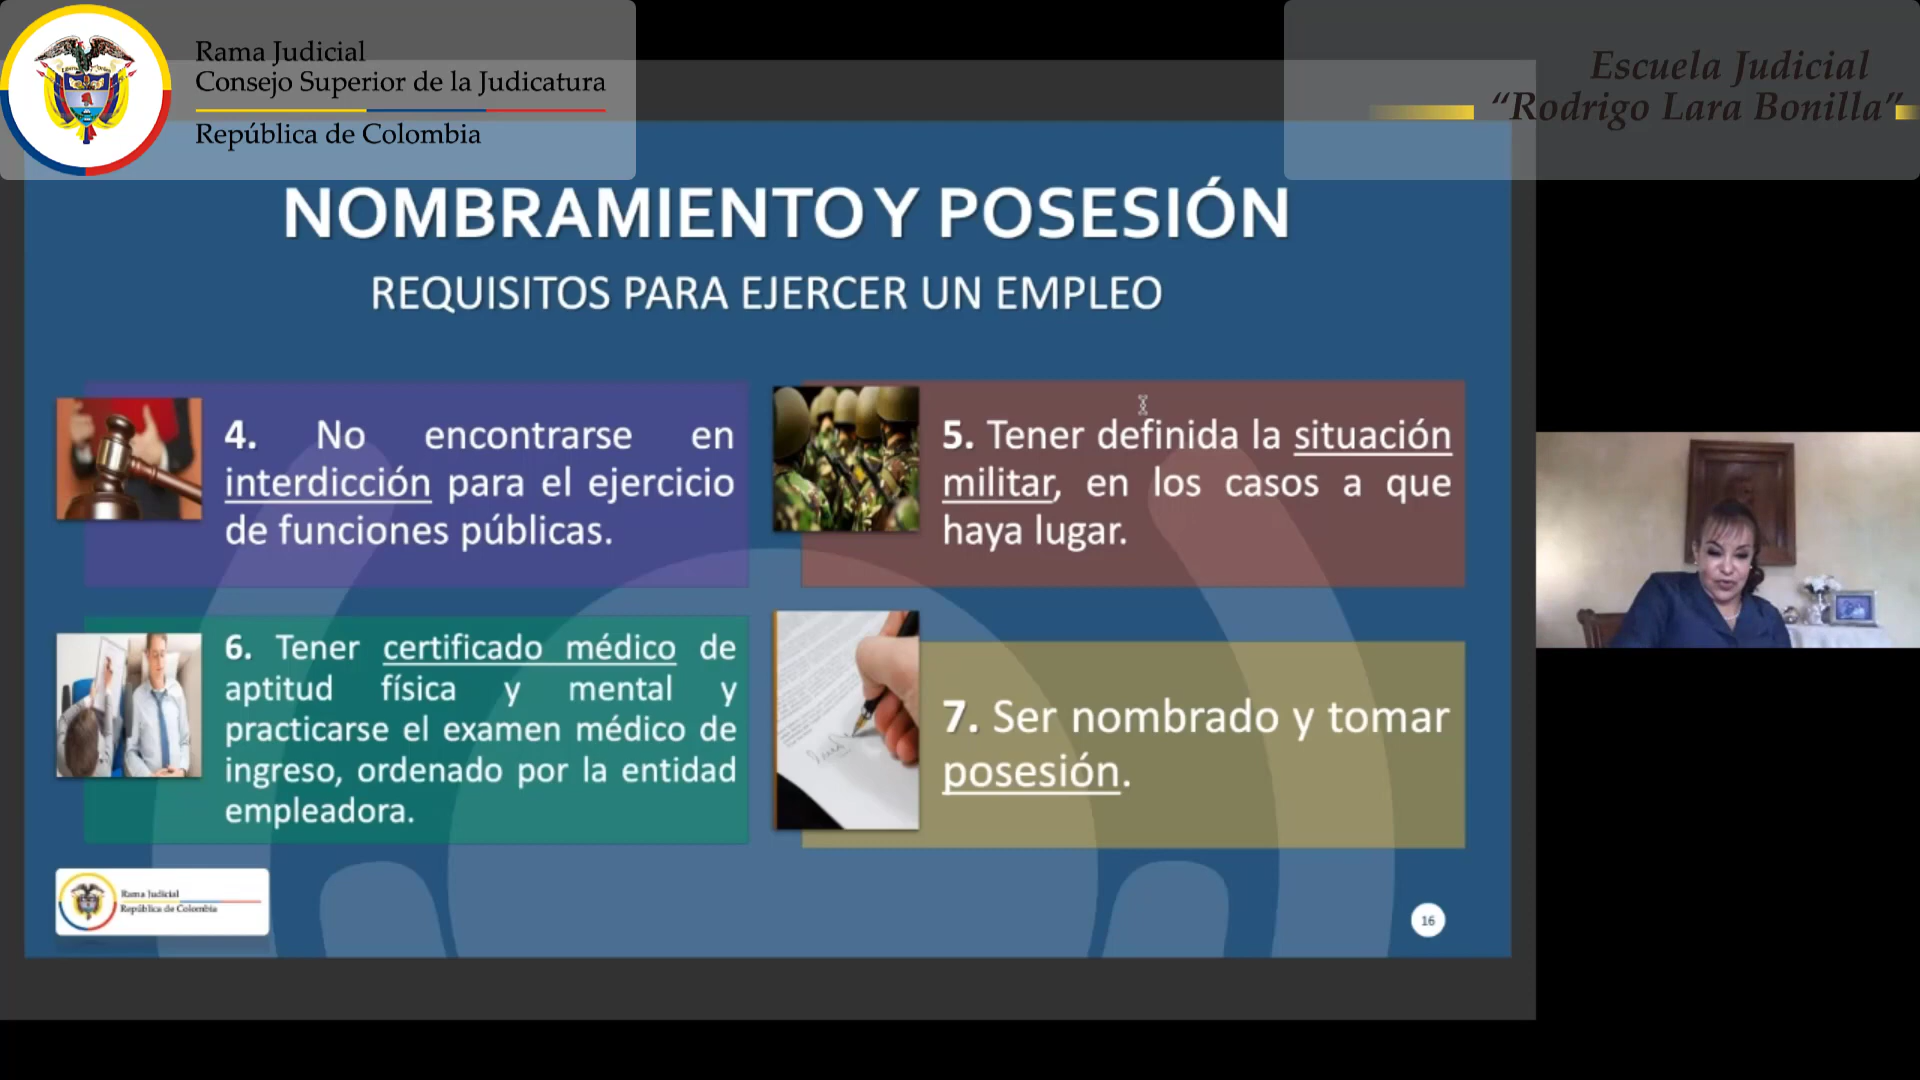 Rama Judicial
Consejo Superior de la Judicatura
República de Colombia
Escuela Judicial
“Rodrigo Lara Bonilla”
NOMBRAMIENTO Y POSESIÓN
REQUISITOS PARA EJERCER UN EMPLEO
4. No encontrarse en
interdicción para el ejercicio
de funciones públicas.
5. Tener definida la situación
militar, en los casos a que
haya lugar.
6. Tener certificado médico de
aptitud física y mental y
practicarse el examen médico de
ingreso, ordenado por la entidad
empleadora.
7. Ser nombrado y tomar
posesión.
Rama Judicial
República de Colombia
16